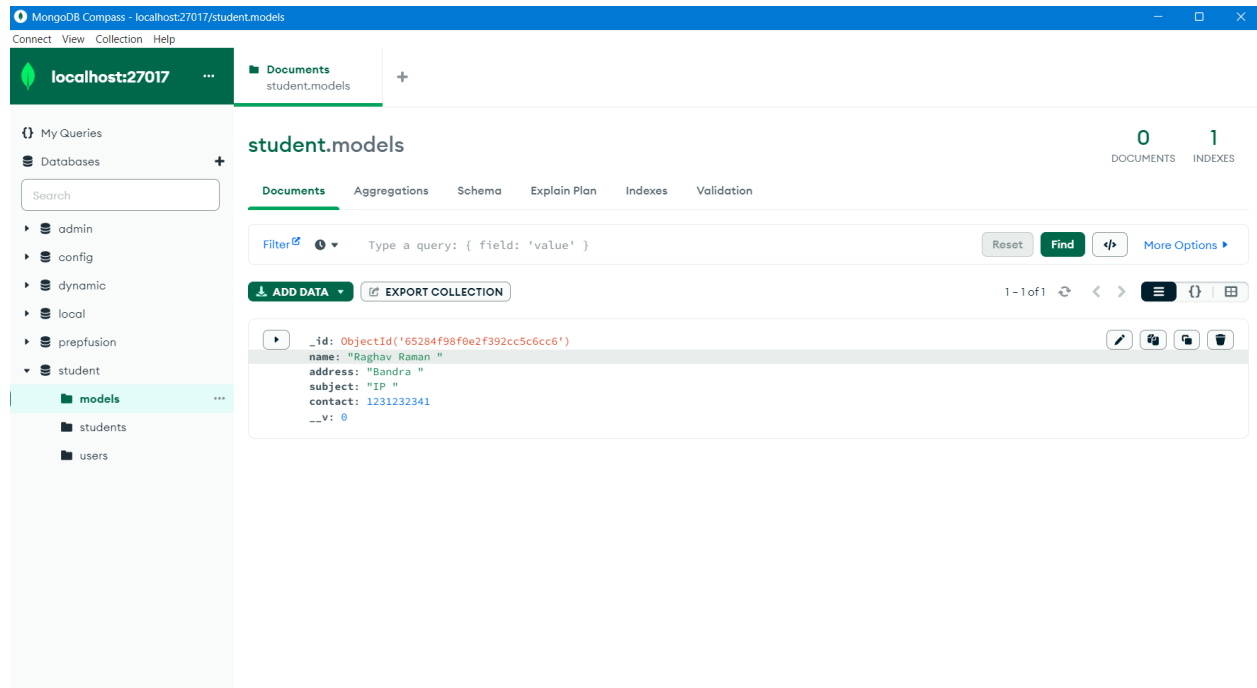 MongoDB Compass - localhost:27017/student.models
Connect View Collection Help
localhost:27017 ...
Documents
student.models
+
{} My Queries
Databases +
Search
admin
config
dynamic
local
prepfusion
student
models ...
students
users
student.models
0
DOCUMENTS
1
INDEXES
Documents Aggregations Schema Explain Plan Indexes Validation
Filter Type a query: { field: 'value' } Reset Find </> More Options
ADD DATA EXPORT COLLECTION 1 – 1 of 1 {}
_id: ObjectId('65284f98f0e2f392cc5c6cc6')
name: "Raghav Raman "
address: "Bandra "
subject: "IP "
contact: 1231232341
__v: 0